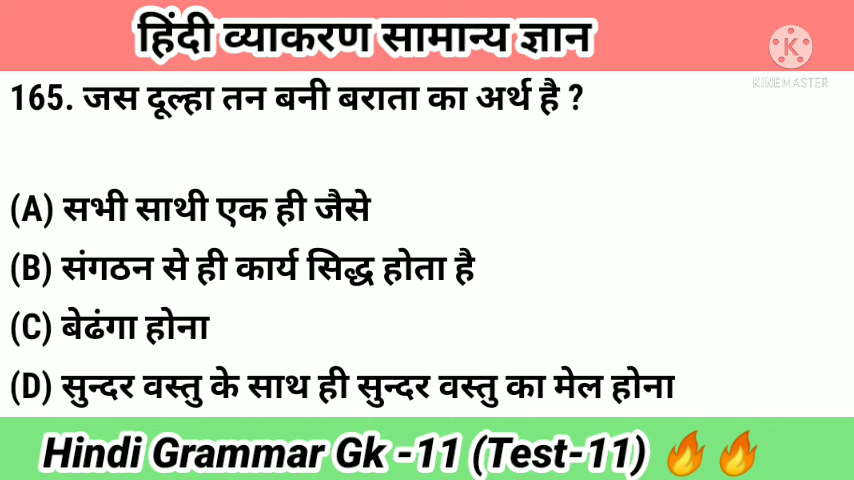 हिंदी व्याकरण सामान्य ज्ञान
K
KINEMASTER
165. जस दूल्हा तन बनी बराता का अर्थ है ?
(A) सभी साथी एक ही जैसे
(B) संगठन से ही कार्य सिद्ध होता है
(C) बेढंगा होना
(D) सुन्दर वस्तु के साथ ही सुन्दर वस्तु का मेल होना
Hindi Grammar Gk -11 (Test-11) 🔥 🔥